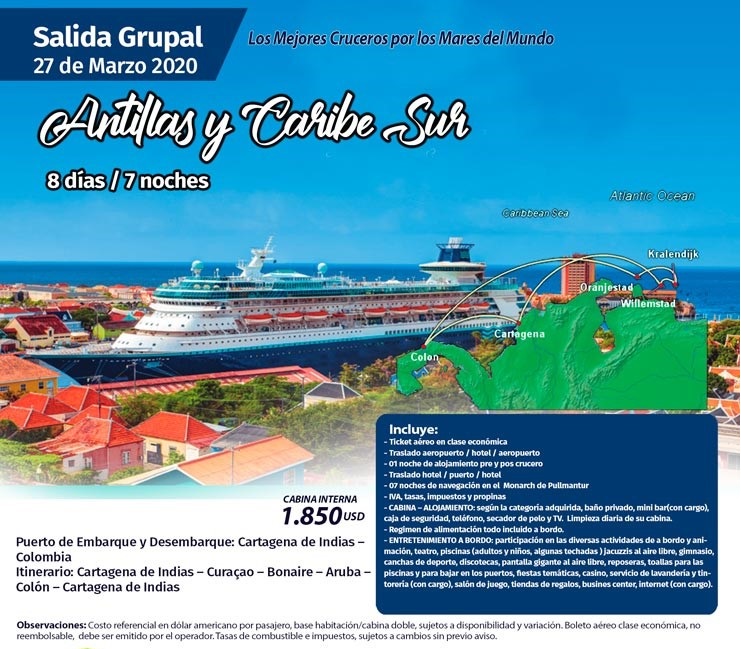 Salida Grupal
27 de Marzo 2020
Los Mejores Cruceros por los Mares del Mundo
Antillas y Caribe Sur
8 días / 7 noches
Atlantic Ocean
Caribbean Sea
Kralendijk
Oranjestad
Willemstad
Cartagena
Colon
CABINA INTERNA
1.850 USD
Puerto de Embarque y Desembarque: Cartagena de Indias –
Colombia
Itinerario: Cartagena de Indias – Curaçao – Bonaire – Aruba –
Colón – Cartagena de Indias
Incluye:
- Ticket aéreo en clase económica
- Traslado aeropuerto / hotel / aeropuerto
- 01 noche de alojamiento pre y pos crucero
- Traslado hotel / puerto / hotel
- 07 noches de navegación en el Monarch de Pullmantur
- IVA, tasas, impuestos y propinas
- CABINA – ALOJAMIENTO: según la categoría adquirida, baño privado, mini bar(con cargo),
caja de seguridad, teléfono, secador de pelo y TV. Limpieza diaria de su cabina.
- Regimen de alimentación todo incluido a bordo.
- ENTRETENIMIENTO A BORDO: participación en las diversas actividades de a bordo y ani-
mación, teatro, piscinas (adultos y niños, algunas techadas ) jacuzzis al aire libre, gimnasio,
canchas de deporte, discotecas, pantalla gigante al aire libre, reposeras, toallas para las
piscinas y para bajar en los puertos, fiestas temáticas, casino, servicio de lavandería y tin-
torería (con cargo), salón de juego, tiendas de regalos, busines center, internet (con cargo).
Observaciones: Costo referencial en dólar americano por pasajero, base habitación/cabina doble, sujetos a disponibilidad y variación. Boleto aéreo clase económica, no
reembolsable, debe ser emitido por el operador. Tasas de combustible e impuestos, sujetos a cambios sin previo aviso.